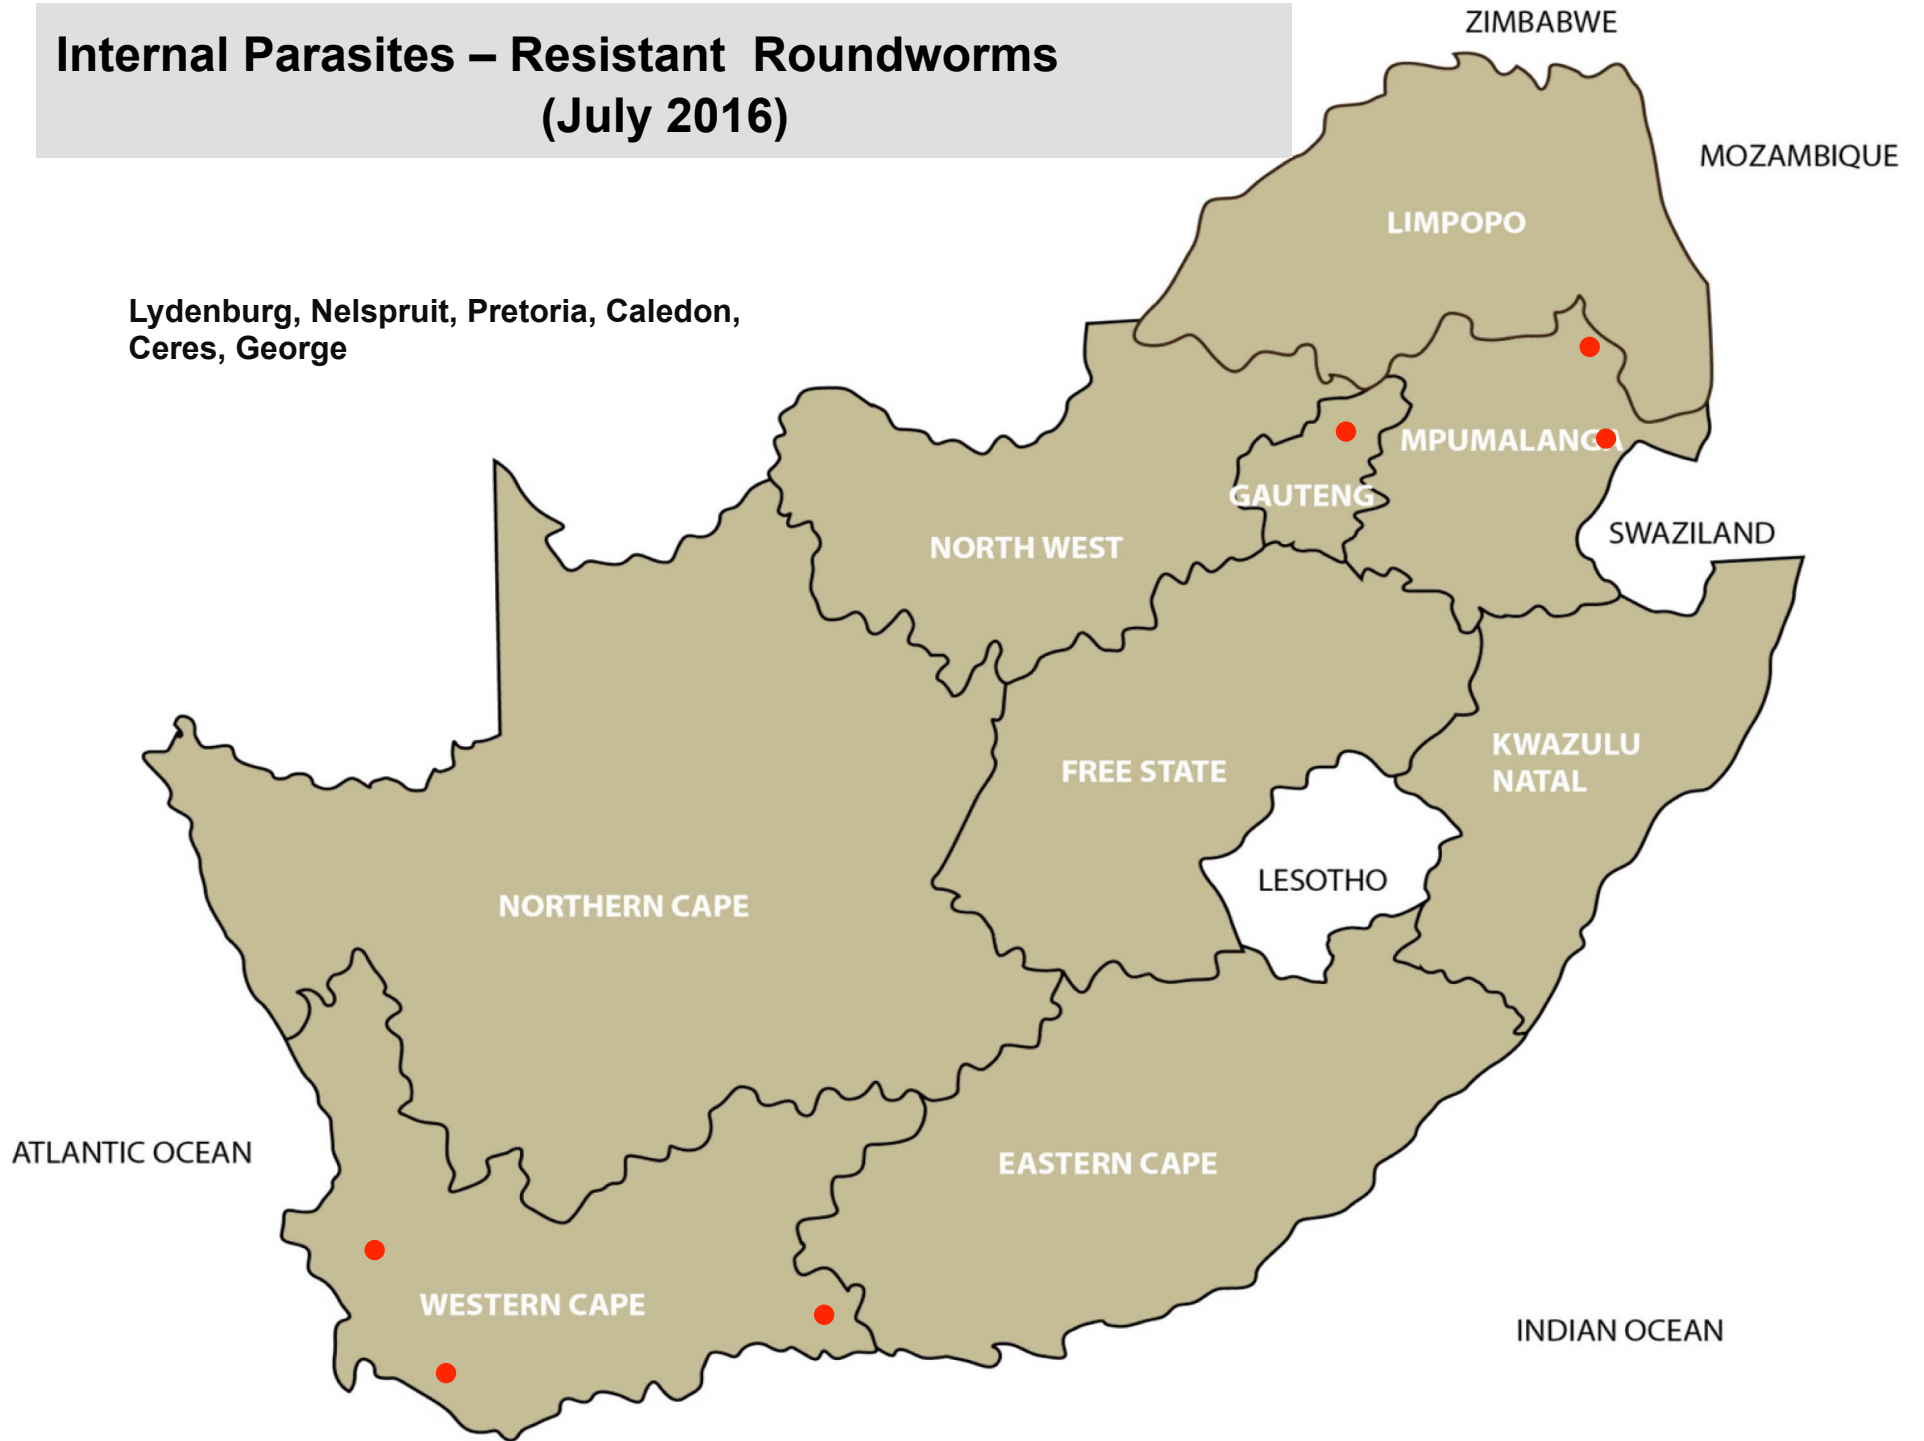 Internal Parasites – Resistant Roundworms
(July 2016)
ZIMBABWE
MOZAMBIQUE
LIMPOPO
Lydenburg, Nelspruit, Pretoria, Caledon,
Ceres, George
MPUMALANGA
GAUTENG
SWAZILAND
NORTH WEST
KWAZULU
NATAL
FREE STATE
LESOTHO
NORTHERN CAPE
ATLANTIC OCEAN
EASTERN CAPE
WESTERN CAPE
INDIAN OCEAN